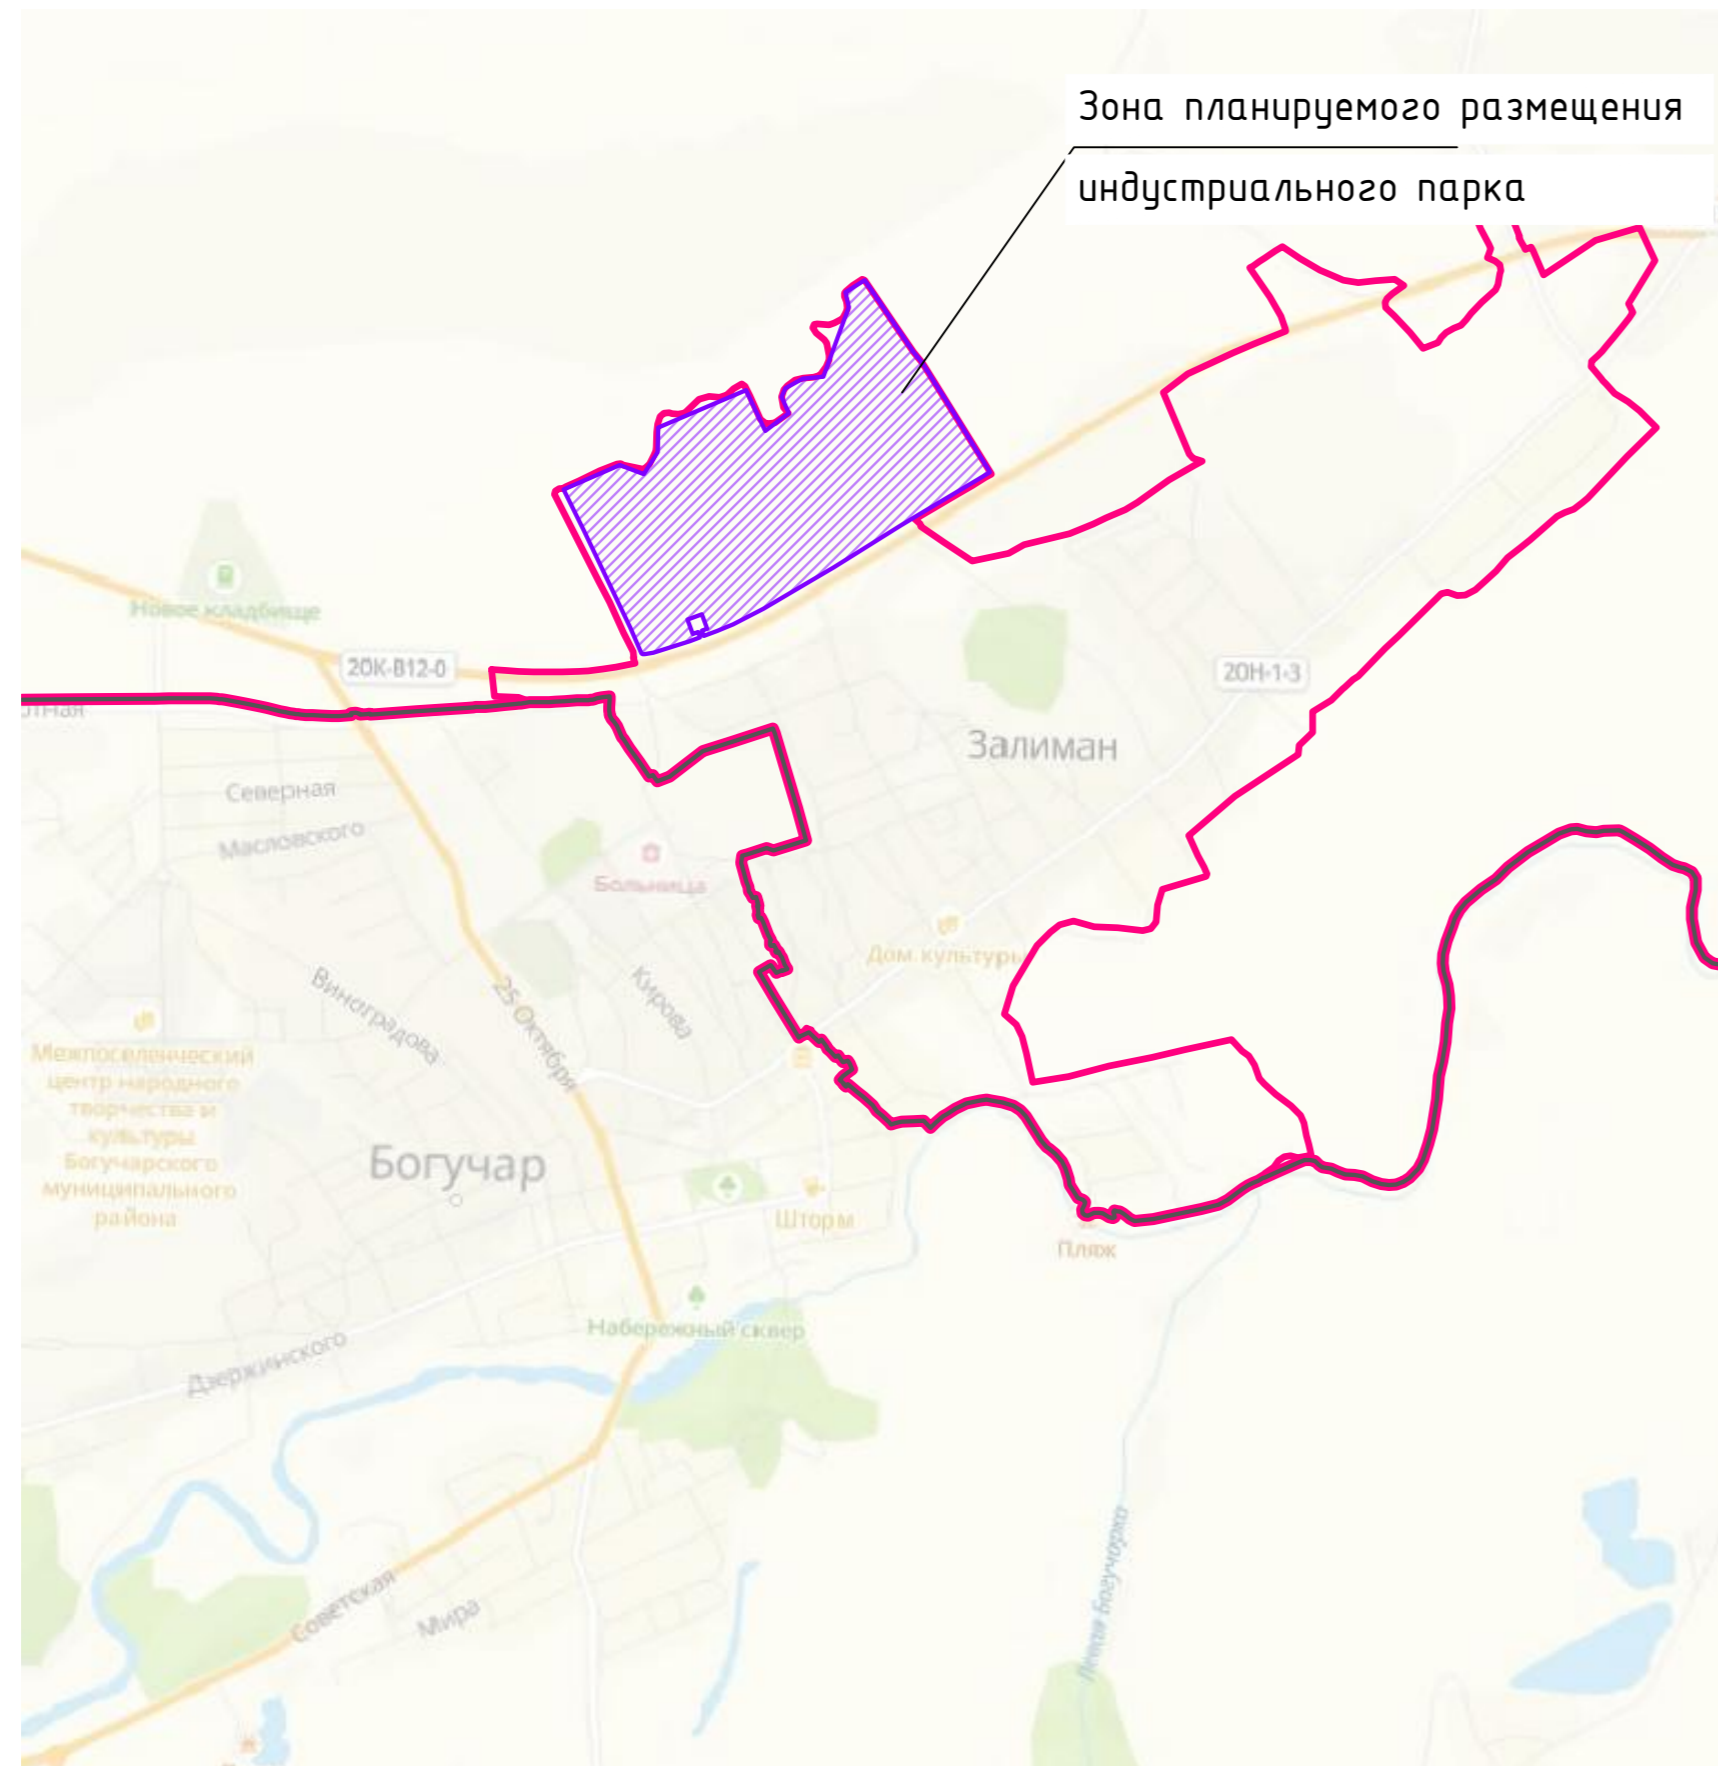 Зона планируемого размещения
индустриального парка
Новое кладбище
20К-В12-0
20Н-1-3
Залиман
Северная
Масловского
Больница
Дом культуры
Виноградова
25 Октября
Кирова
Межпоселенческий
центр народного
творчества и
культуры
Богучарского
муниципального
района
Богучар
Шторм
Пляж
Набережный сквер
Дзержинского
Левая Богучарка
Советская
Мира